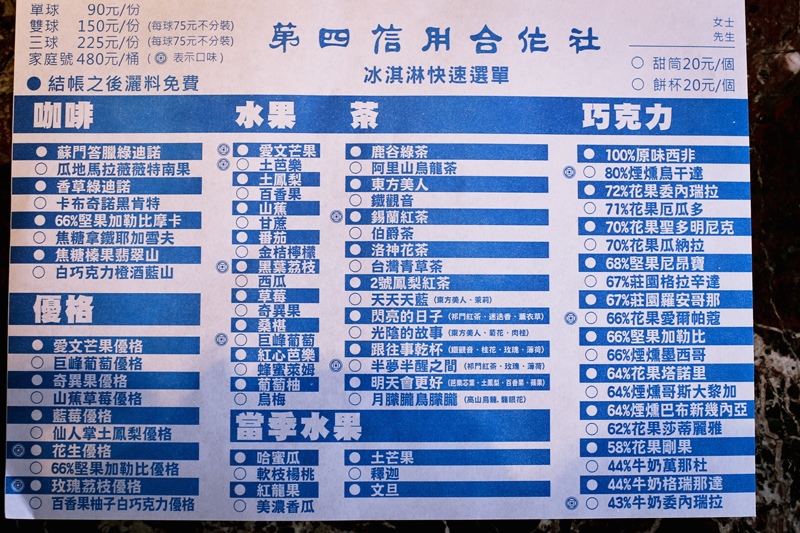 單球 90元/份
雙球 150元/份 (每球75元不分裝)
三球 225元/份 (每球75元不分裝)
家庭號 480元/桶 ( 表示口味)
● 結帳之後灑料免費
第四信用合作社
冰淇淋快速選單
女士
先生
○ 甜筒20元/個
○ 餅杯20元/個
咖啡
● 蘇門答臘綠迪諾
○ 瓜地馬拉薇薇特南果
● 香草綠迪諾
○ 卡布奇諾黑肯特
● 66%堅果加勒比摩卡
○ 焦糖拿鐵耶加雪夫
● 焦糖榛果翡翠山
○ 白巧克力橙酒藍山
優格
● 愛文芒果優格
○ 巨峰葡萄優格
● 奇異果優格
○ 山蕉草莓優格
● 藍莓優格
○ 仙人掌土鳳梨優格
● 花生優格
○ 66%堅果加勒比優格
● 玫瑰荔枝優格
○ 百香果柚子白巧克力優格
水果
● 愛文芒果
○ 土芭樂
● 土鳳梨
○ 百香果
● 山蕉
○ 甘蔗
● 番茄
○ 金桔檸檬
● 黑葉荔枝
○ 西瓜
● 草莓
○ 奇異果
● 桑椹
○ 巨峰葡萄
● 紅心芭樂
○ 蜂蜜萊姆
● 葡萄柚
○ 烏梅
茶
● 鹿谷綠茶
○ 阿里山烏龍茶
● 東方美人
○ 鐵觀音
● 錫蘭紅茶
○ 伯爵茶
● 洛神花茶
○ 台灣青草茶
● 2號鳳梨紅茶
○ 天天天藍 (東方美人、茉莉)
● 閃亮的日子 (祁門紅茶、迷迭香、薰衣草)
○ 光陰的故事 (東方美人、菊花、肉桂)
● 跟往事乾杯 (鐵觀音、桂花、玫瑰、薄荷)
○ 半夢半醒之間 (祁門紅茶、玫瑰、薄荷)
● 明天會更好 (芭樂芯葉、土鳳梨、百香果、蘋果)
○ 月朦朧鳥朦朧 (高山烏龍、龍眼花)
當季水果
● 哈蜜瓜
○ 軟枝楊桃
● 紅龍果
○ 美濃香瓜
● 土芒果
○ 釋迦
● 文旦
巧克力
● 100%原味西非
○ 80%煙燻烏干達
● 72%花果委內瑞拉
○ 71%花果厄瓜多
● 70%花果聖多明尼克
○ 70%花果瓜納拉
● 68%堅果尼昂寶
○ 67%莊園格拉辛達
● 67%莊園羅安哥那
○ 66%花果愛爾帕蔻
● 66%堅果加勒比
○ 66%煙燻墨西哥
● 64%花果塔諾里
○ 64%煙燻哥斯大黎加
● 64%煙燻巴布新幾內亞
○ 62%花果莎蒂麗雅
● 58%花果剛果
○ 44%牛奶萬那杜
● 44%牛奶格瑞那達
○ 43%牛奶委內瑞拉